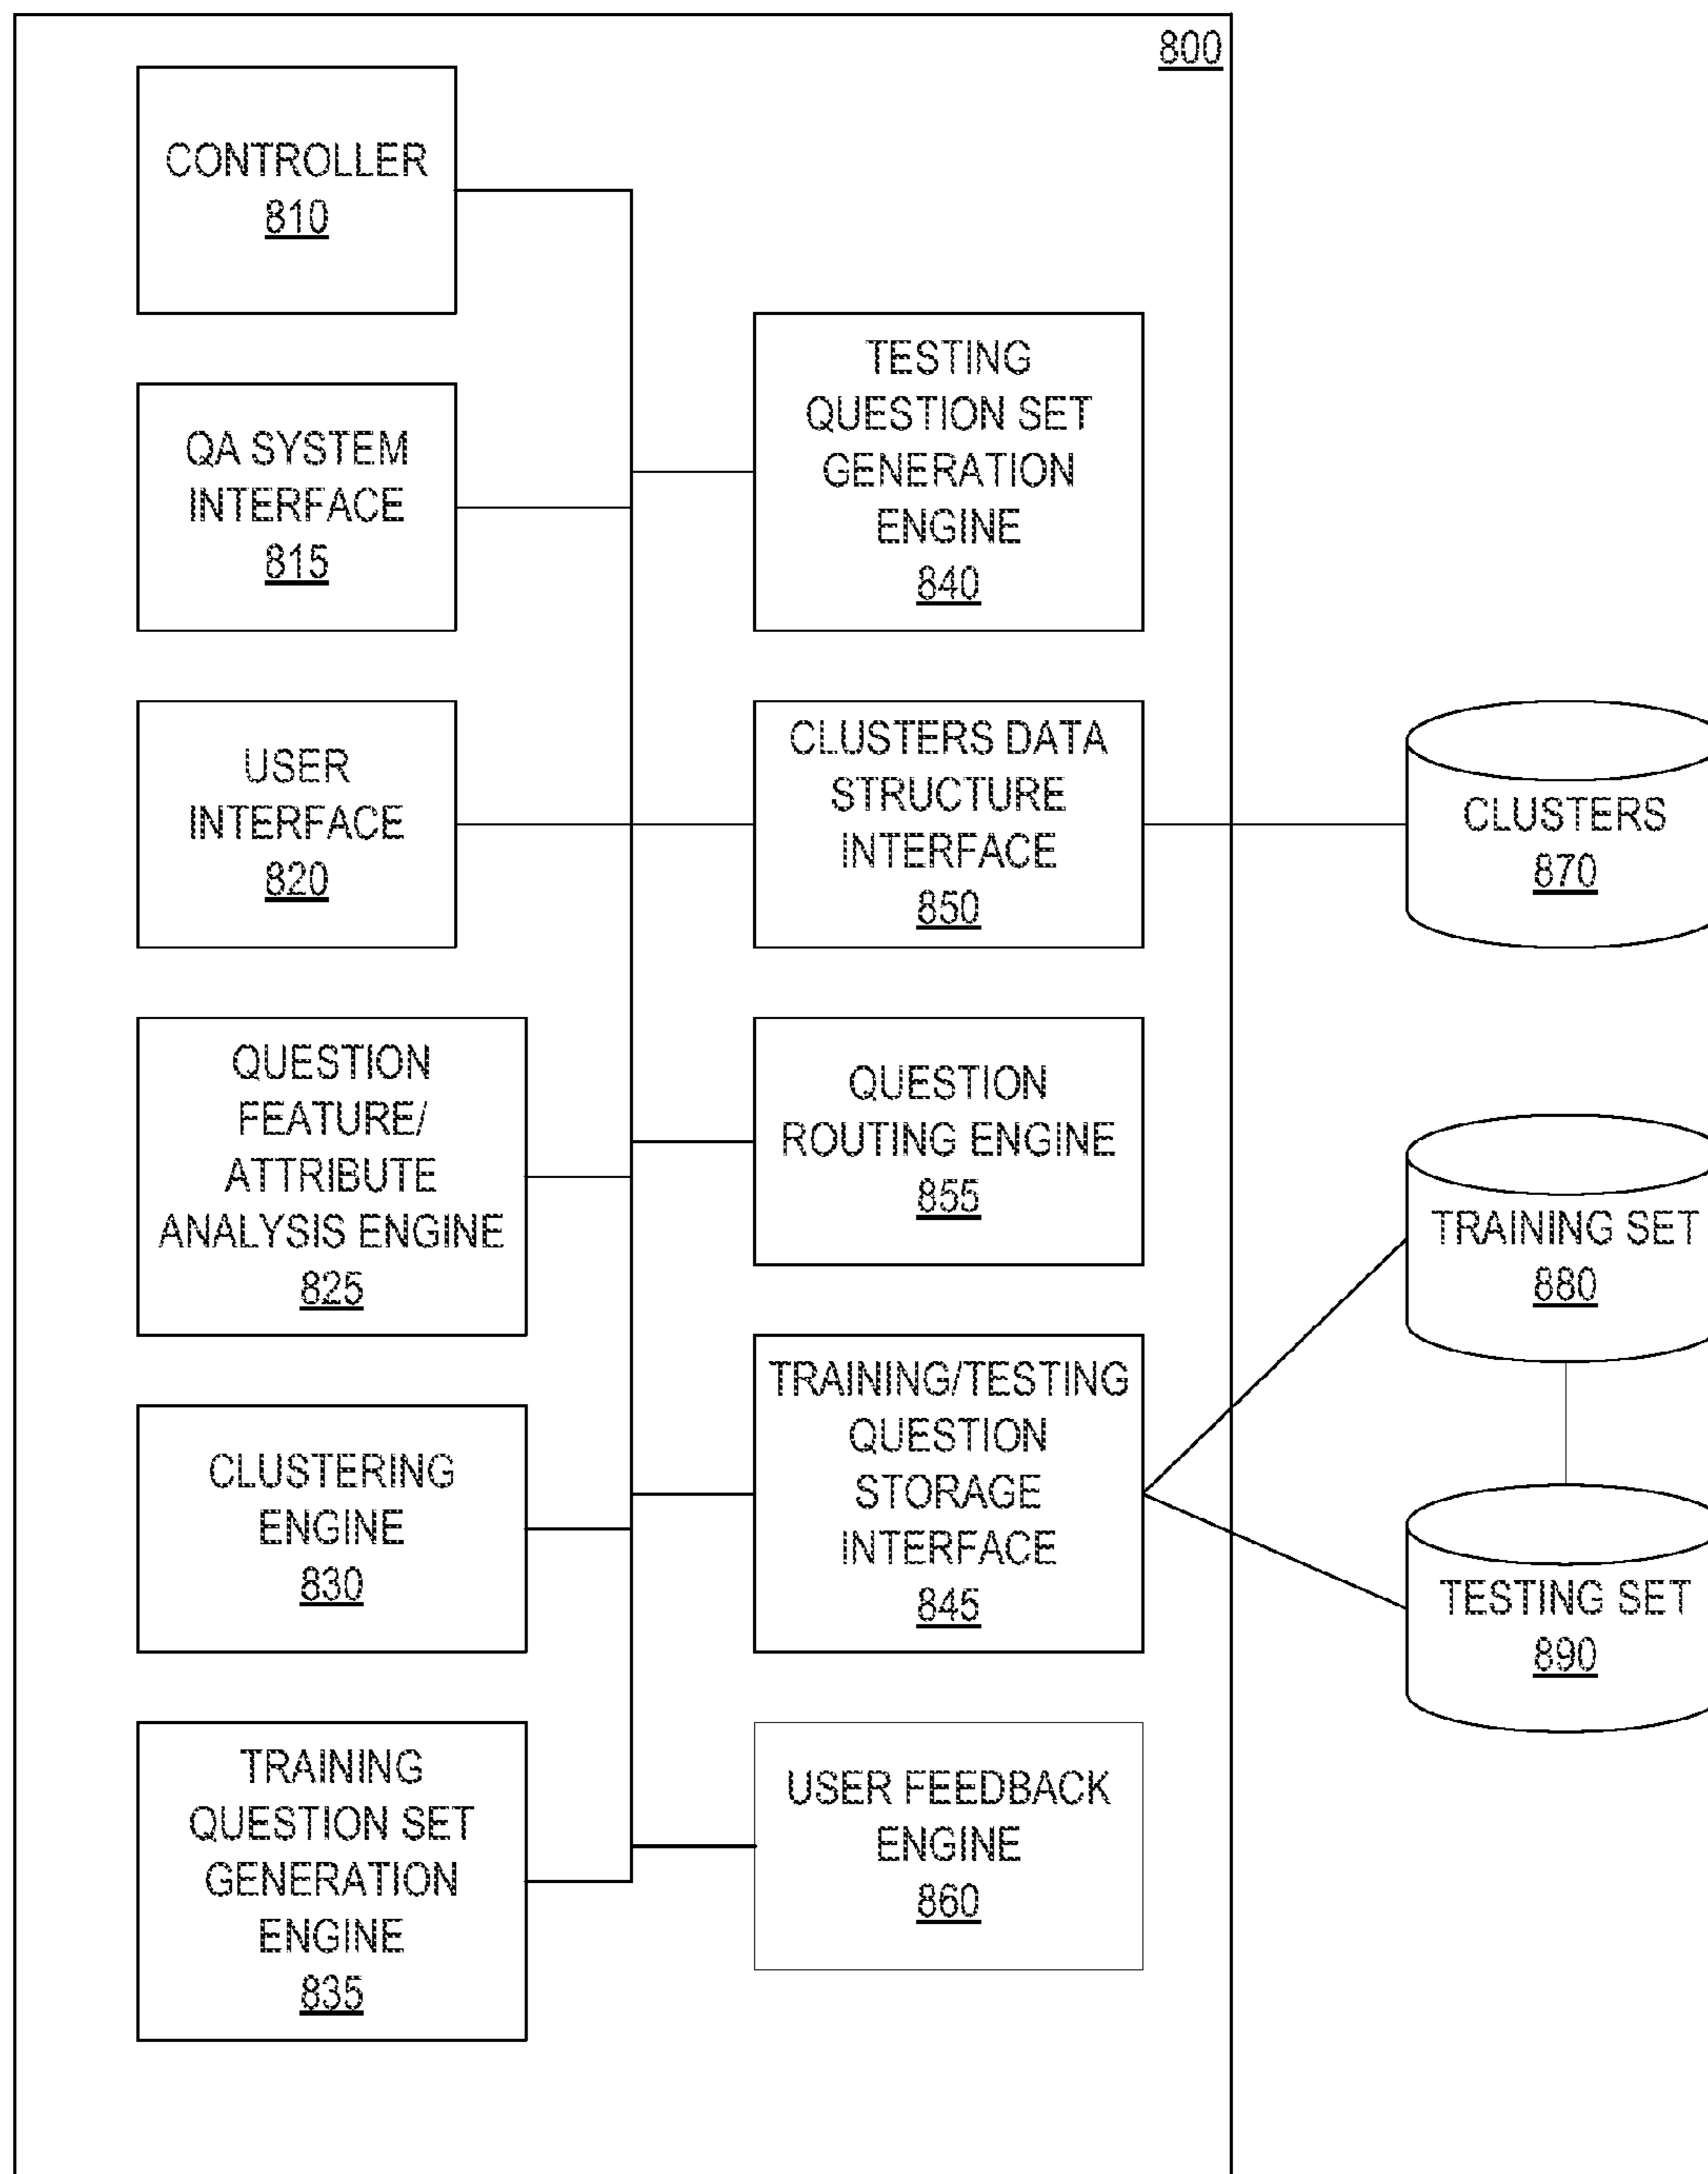 800
CONTROLLER
810
QA SYSTEM
INTERFACE
815
USER
INTERFACE
820
QUESTION
FEATURE/
ATTRIBUTE
ANALYSIS ENGINE
825
CLUSTERING
ENGINE
830
TRAINING
QUESTION SET
GENERATION
ENGINE
835
TESTING
QUESTION SET
GENERATION
ENGINE
840
CLUSTERS DATA
STRUCTURE
INTERFACE
850
QUESTION
ROUTING ENGINE
855
TRAINING/TESTING
QUESTION
STORAGE
INTERFACE
845
USER FEEDBACK
ENGINE
860
CLUSTERS
870
TRAINING SET
880
TESTING SET
890